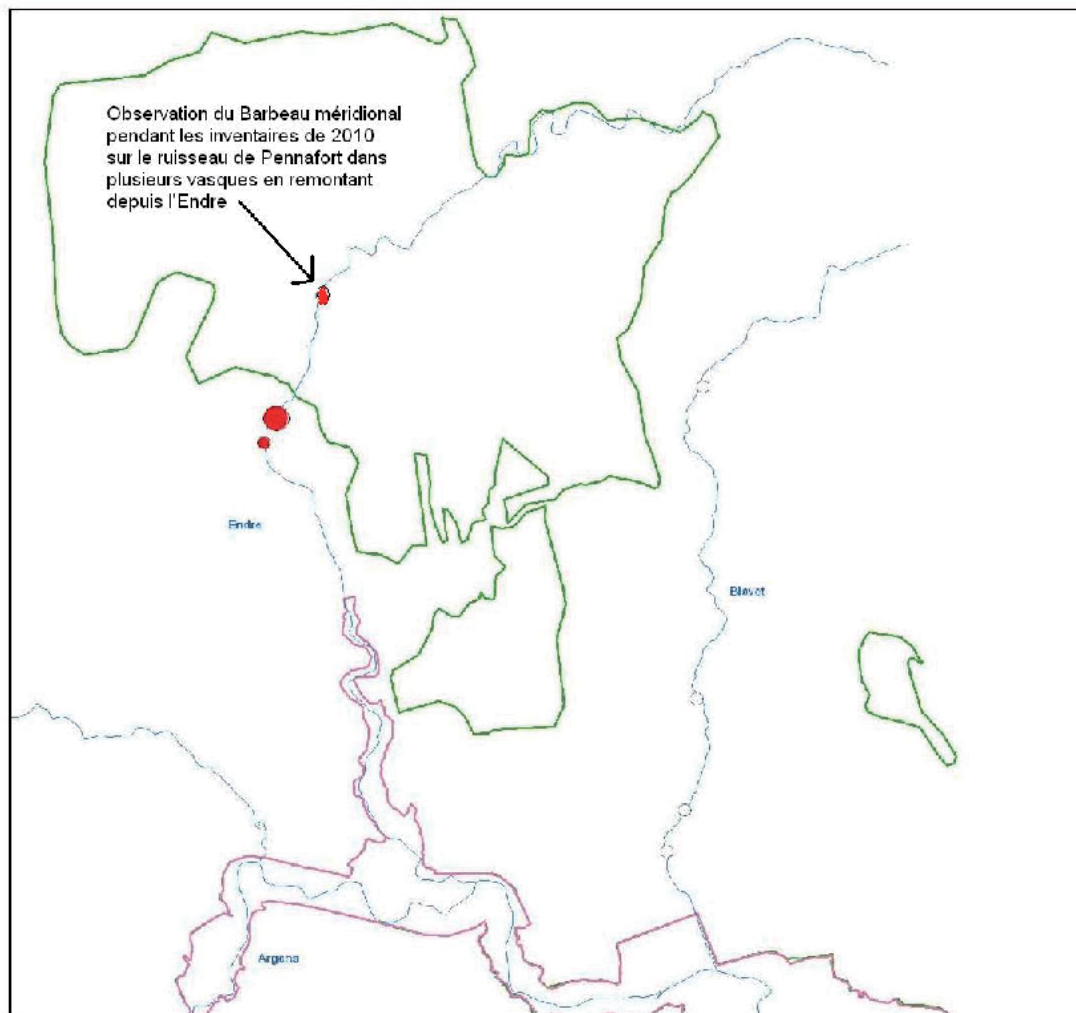 Observation du Barbeau méridional
pendant les inventaires de 2010
sur le ruisseau de Pennafort dans
plusieurs vasques en remontant
depuis l'Endre
Endre
Blavet
Argens